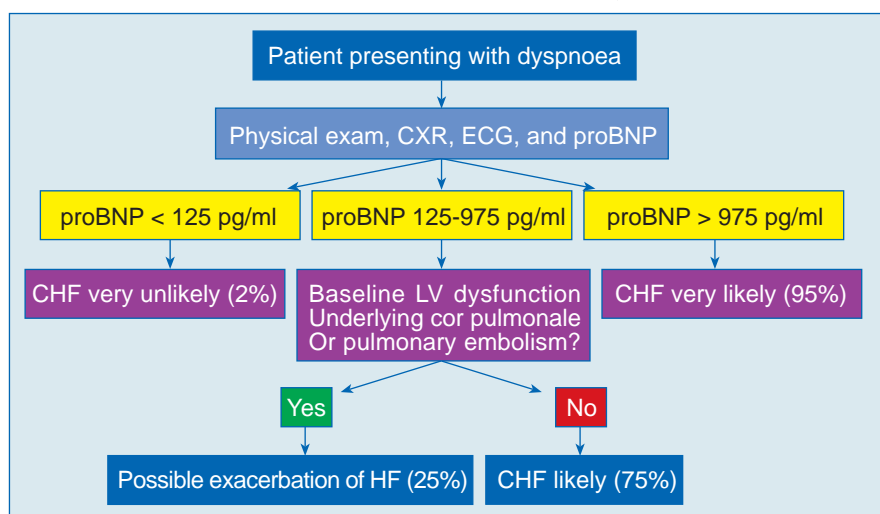 Patient presenting with dyspnoea
Physical exam, CXR, ECG, and proBNP
proBNP < 125 pg/ml
proBNP 125-975 pg/ml
proBNP > 975 pg/ml
CHF very unlikely (2%)
Baseline LV dysfunction
Underlying cor pulmonale
Or pulmonary embolism?
CHF very likely (95%)
Yes
No
Possible exacerbation of HF (25%)
CHF likely (75%)